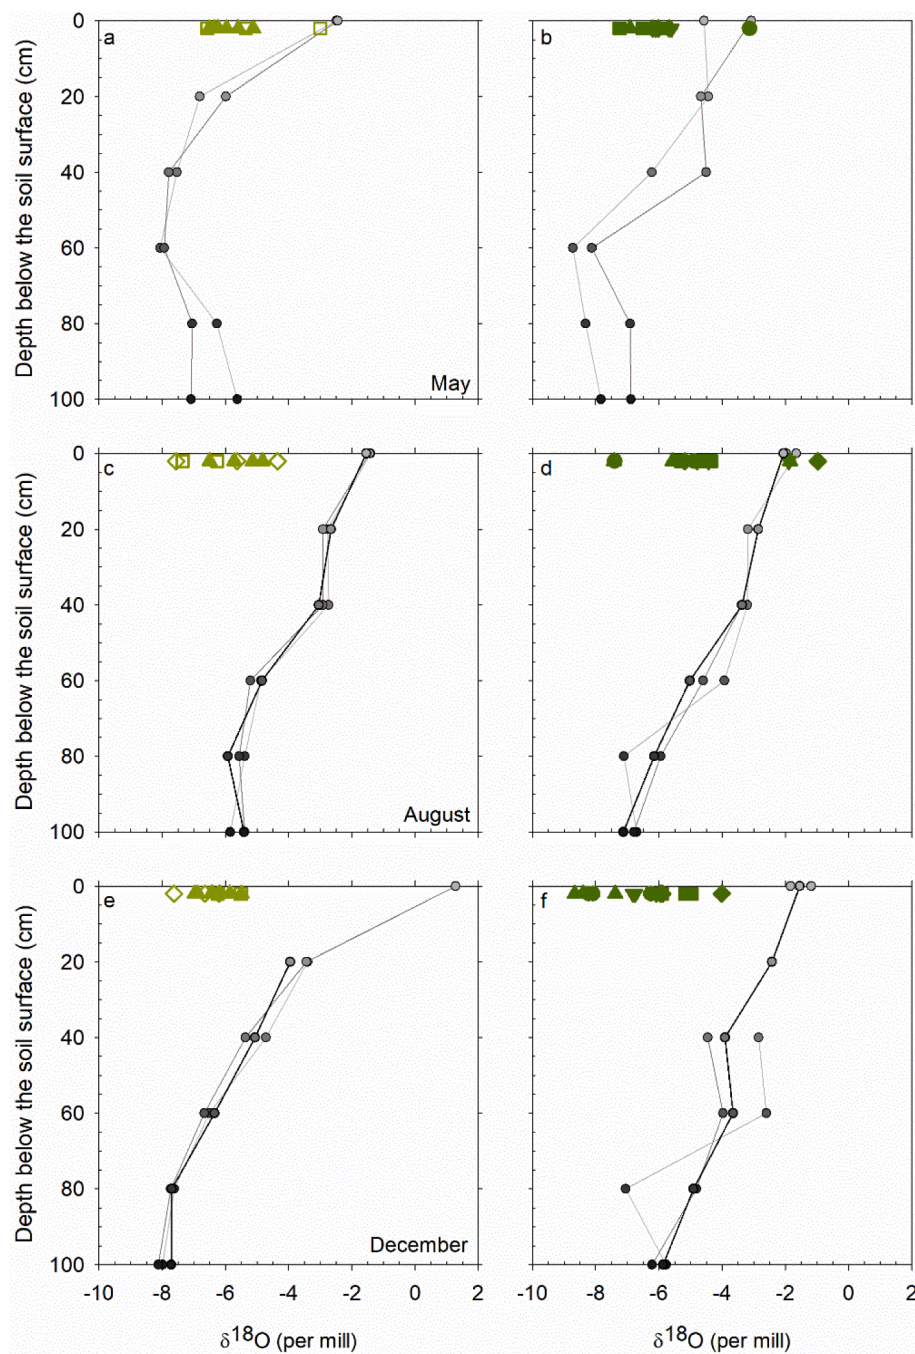 a
b
0
20
40
60
80
100
Depth below the soil surface (cm)
May
c
d
0
20
40
60
80
100
Depth below the soil surface (cm)
August
e
f
0
20
40
60
80
100
Depth below the soil surface (cm)
December
-10 -8 -6 -4 -2 0 2
-10 -8 -6 -4 -2 0 2
δ18O (per mill)
δ18O (per mill)